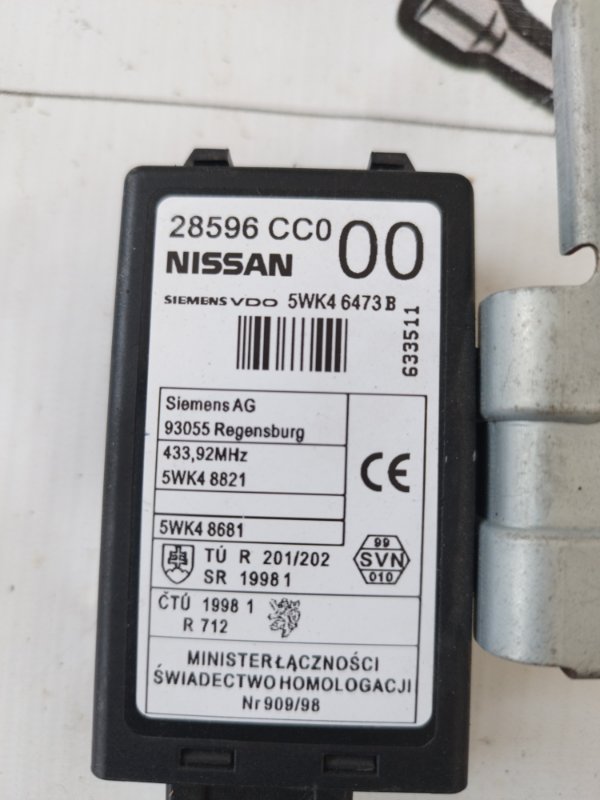 28596 CC0 00
NISSAN
SIEMENS VDO 5WK4 6473 B
633511
Siemens AG
93055 Regensburg
433,92MHz
5WK4 8821
5WK4 8681
CE
TÚ R 201/202
SR 1998 1
99
SVN
010
ČTÚ 1998 1
R 712
MINISTER ŁĄCZNOŚCI
ŚWIADECTWO HOMOLOGACJI
Nr 909/98